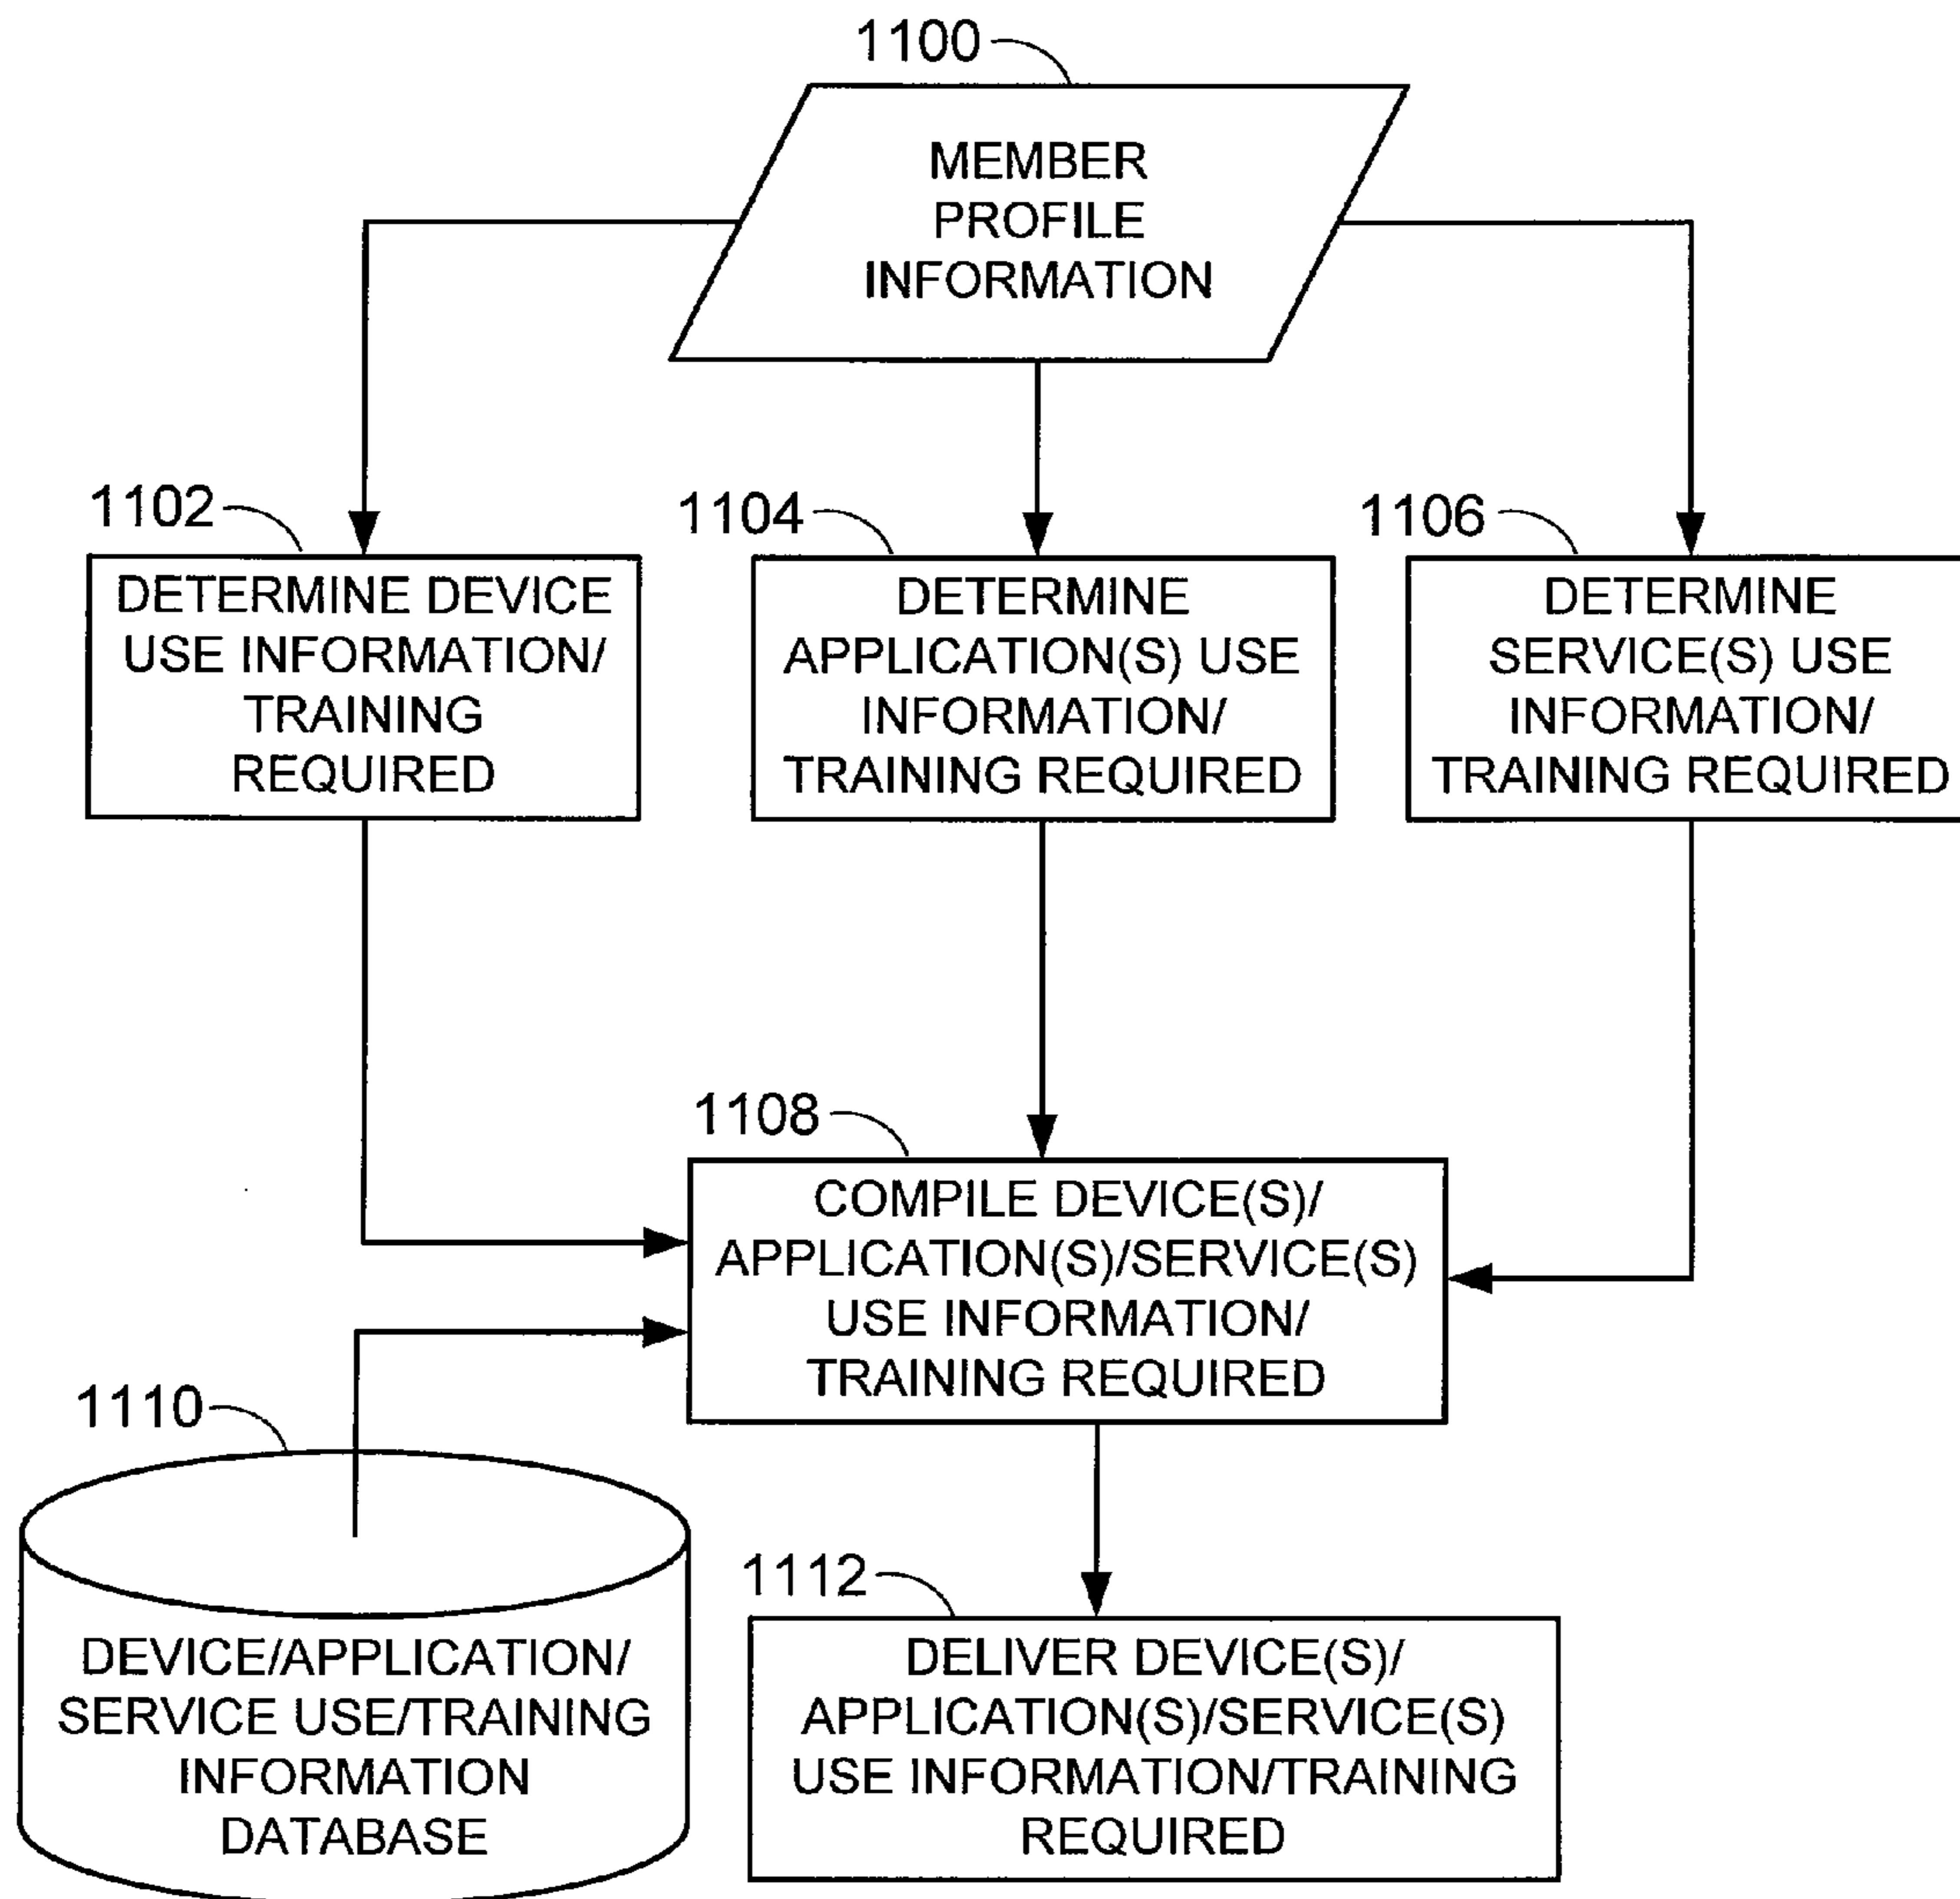 1100
MEMBER
PROFILE
INFORMATION
1102
DETERMINE DEVICE
USE INFORMATION/
TRAINING
REQUIRED
1104
DETERMINE
APPLICATION(S) USE
INFORMATION/
TRAINING REQUIRED
1106
DETERMINE
SERVICE(S) USE
INFORMATION/
TRAINING REQUIRED
1108
COMPILE DEVICE(S)/
APPLICATION(S)/SERVICE(S)
USE INFORMATION/
TRAINING REQUIRED
1110
DEVICE/APPLICATION/
SERVICE USE/TRAINING
INFORMATION
DATABASE
1112
DELIVER DEVICE(S)/
APPLICATION(S)/SERVICE(S)
USE INFORMATION/TRAINING
REQUIRED